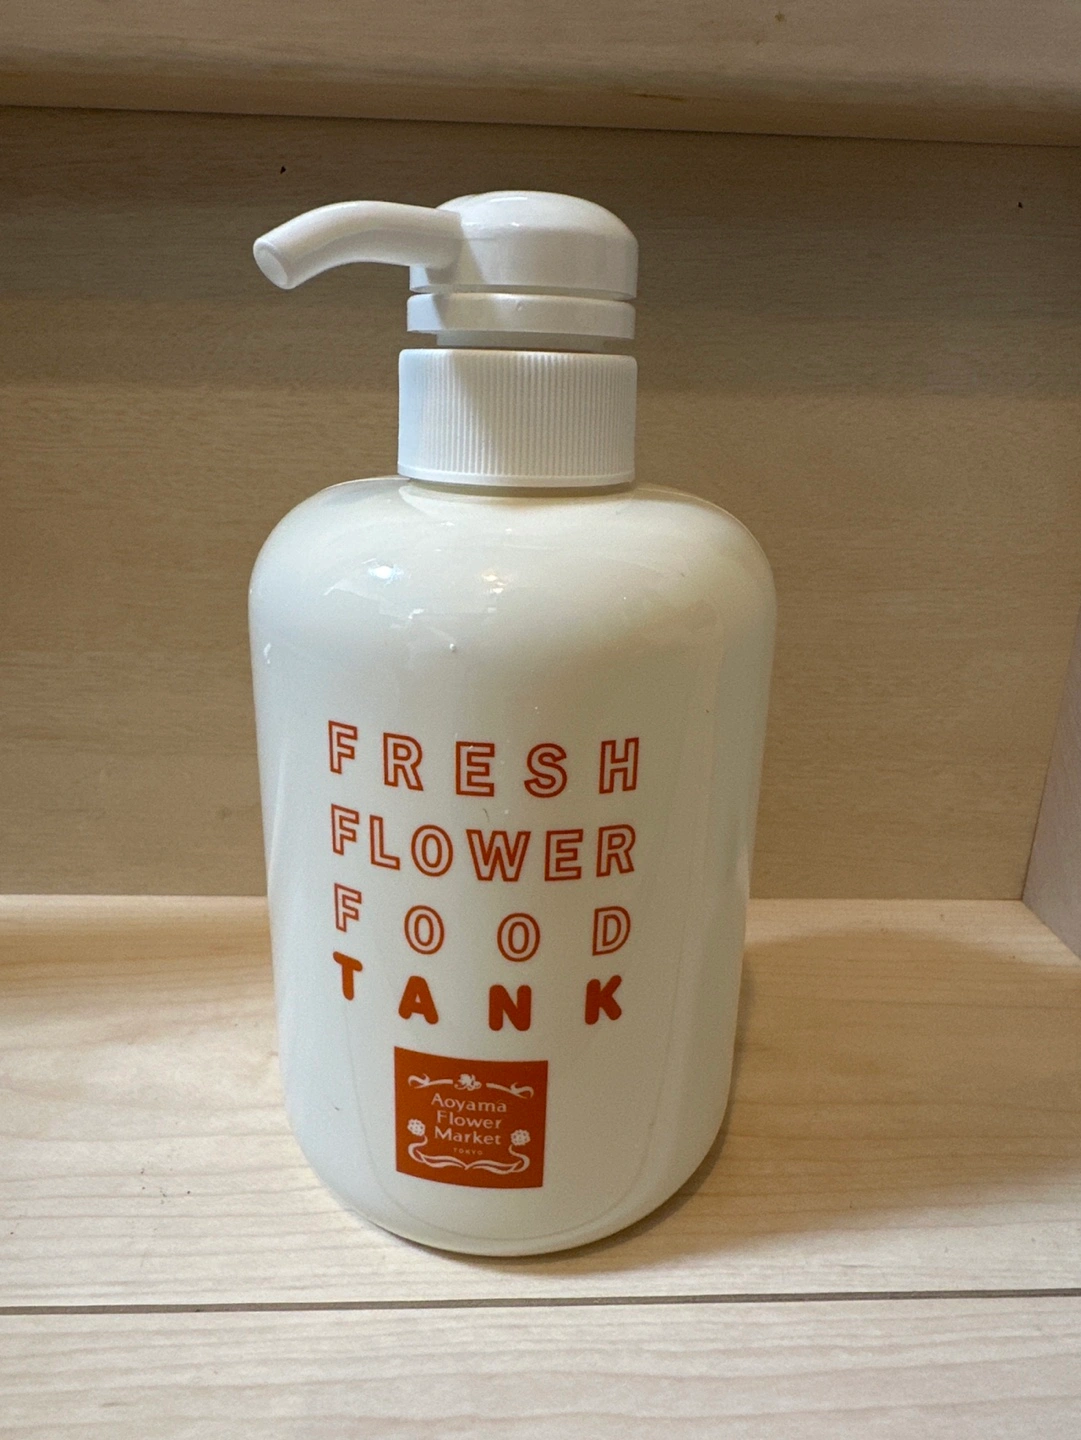 FRESH
FLOWER
FOOD
TANK
Aoyama
Flower
Market
TOKYO